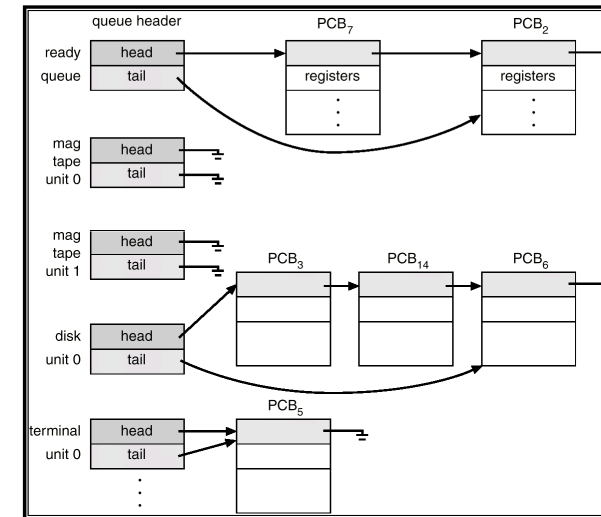 queue header PCB7 PCB2
ready head
queue tail registers registers
mag head
tape
unit 0 tail
mag head
tape
unit 1 tail
PCB3 PCB14 PCB6
disk head
unit 0 tail
PCB5
terminal head
unit 0 tail